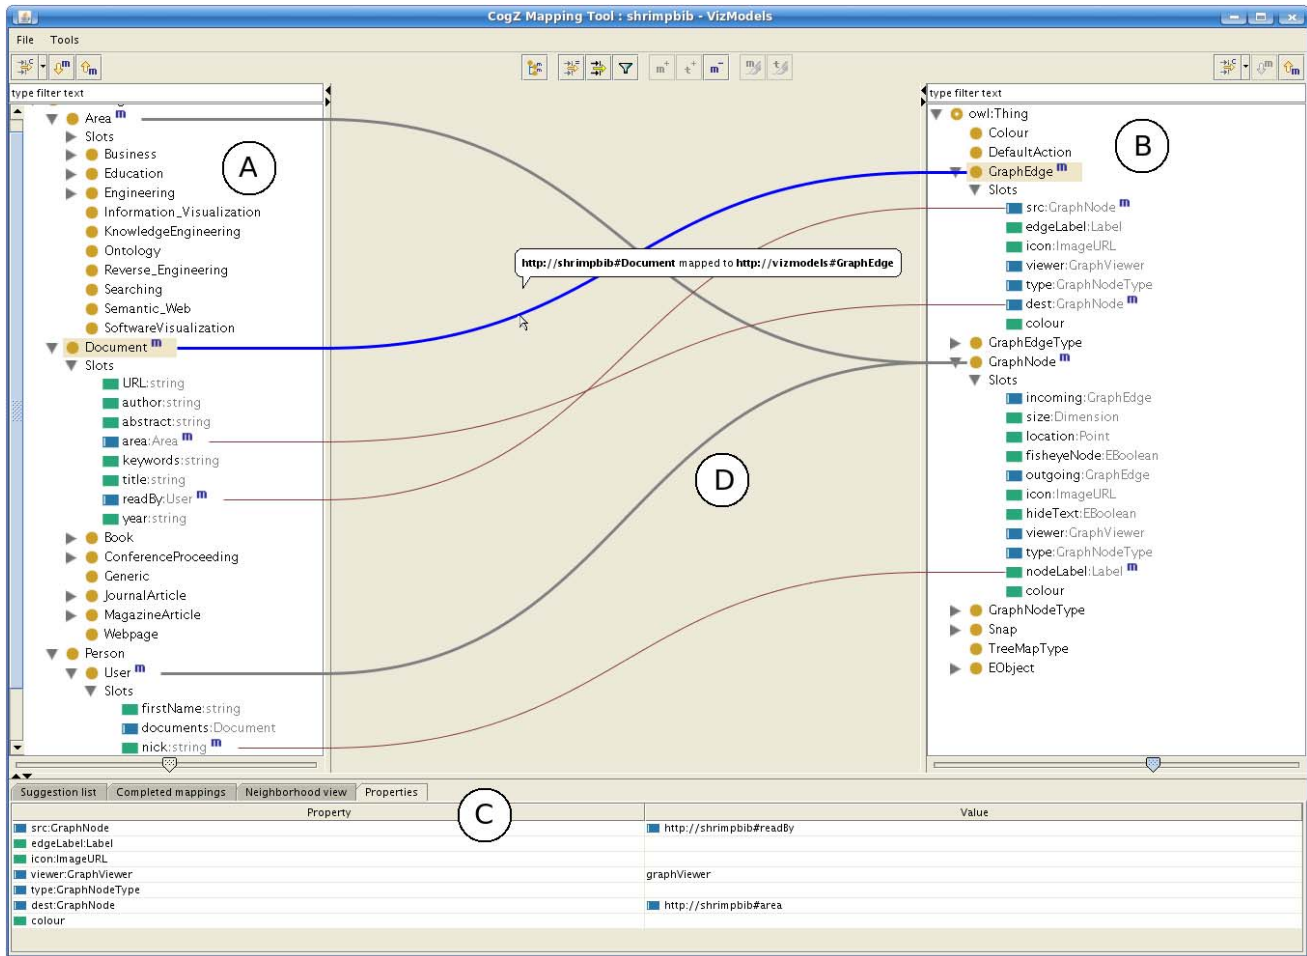 CogZ Mapping Tool : shrimpbib - VizModels
File Tools
type filter text
Area m
Slots
Business
Education
Engineering
Information_Visualization
KnowledgeEngineering
Ontology
Reverse_Engineering
Searching
Semantic_Web
SoftwareVisualization
Document m
Slots
URL:string
author:string
abstract:string
area:Area m
keywords:string
title:string
readBy:User m
year:string
Book
ConferenceProceeding
Generic
JournalArticle
MagazineArticle
Webpage
Person
User m
Slots
firstName:string
documents:Document
nick:string m
A
http://shrimpbib#Document mapped to http://vizmodels#GraphEdge
D
type filter text
owl:Thing
Colour
DefaultAction
GraphEdge m
Slots
src:GraphNode m
edgeLabel:Label
icon:ImageURL
viewer:GraphViewer
type:GraphNodeType
dest:GraphNode m
colour
GraphEdgeType
GraphNode m
Slots
incoming:GraphEdge
size:Dimension
location:Point
fisheyeNode:EBoolean
outgoing:GraphEdge
icon:ImageURL
hideText:EBoolean
viewer:GraphViewer
type:GraphNodeType
nodeLabel:Label m
colour
GraphNodeType
Snap
TreeMapType
EObject
B
Suggestion list Completed mappings Neighborhood view Properties
C
Property Value
src:GraphNode http://shrimpbib#readBy
edgeLabel:Label
icon:ImageURL
viewer:GraphViewer graphViewer
type:GraphNodeType
dest:GraphNode http://shrimpbib#area
colour